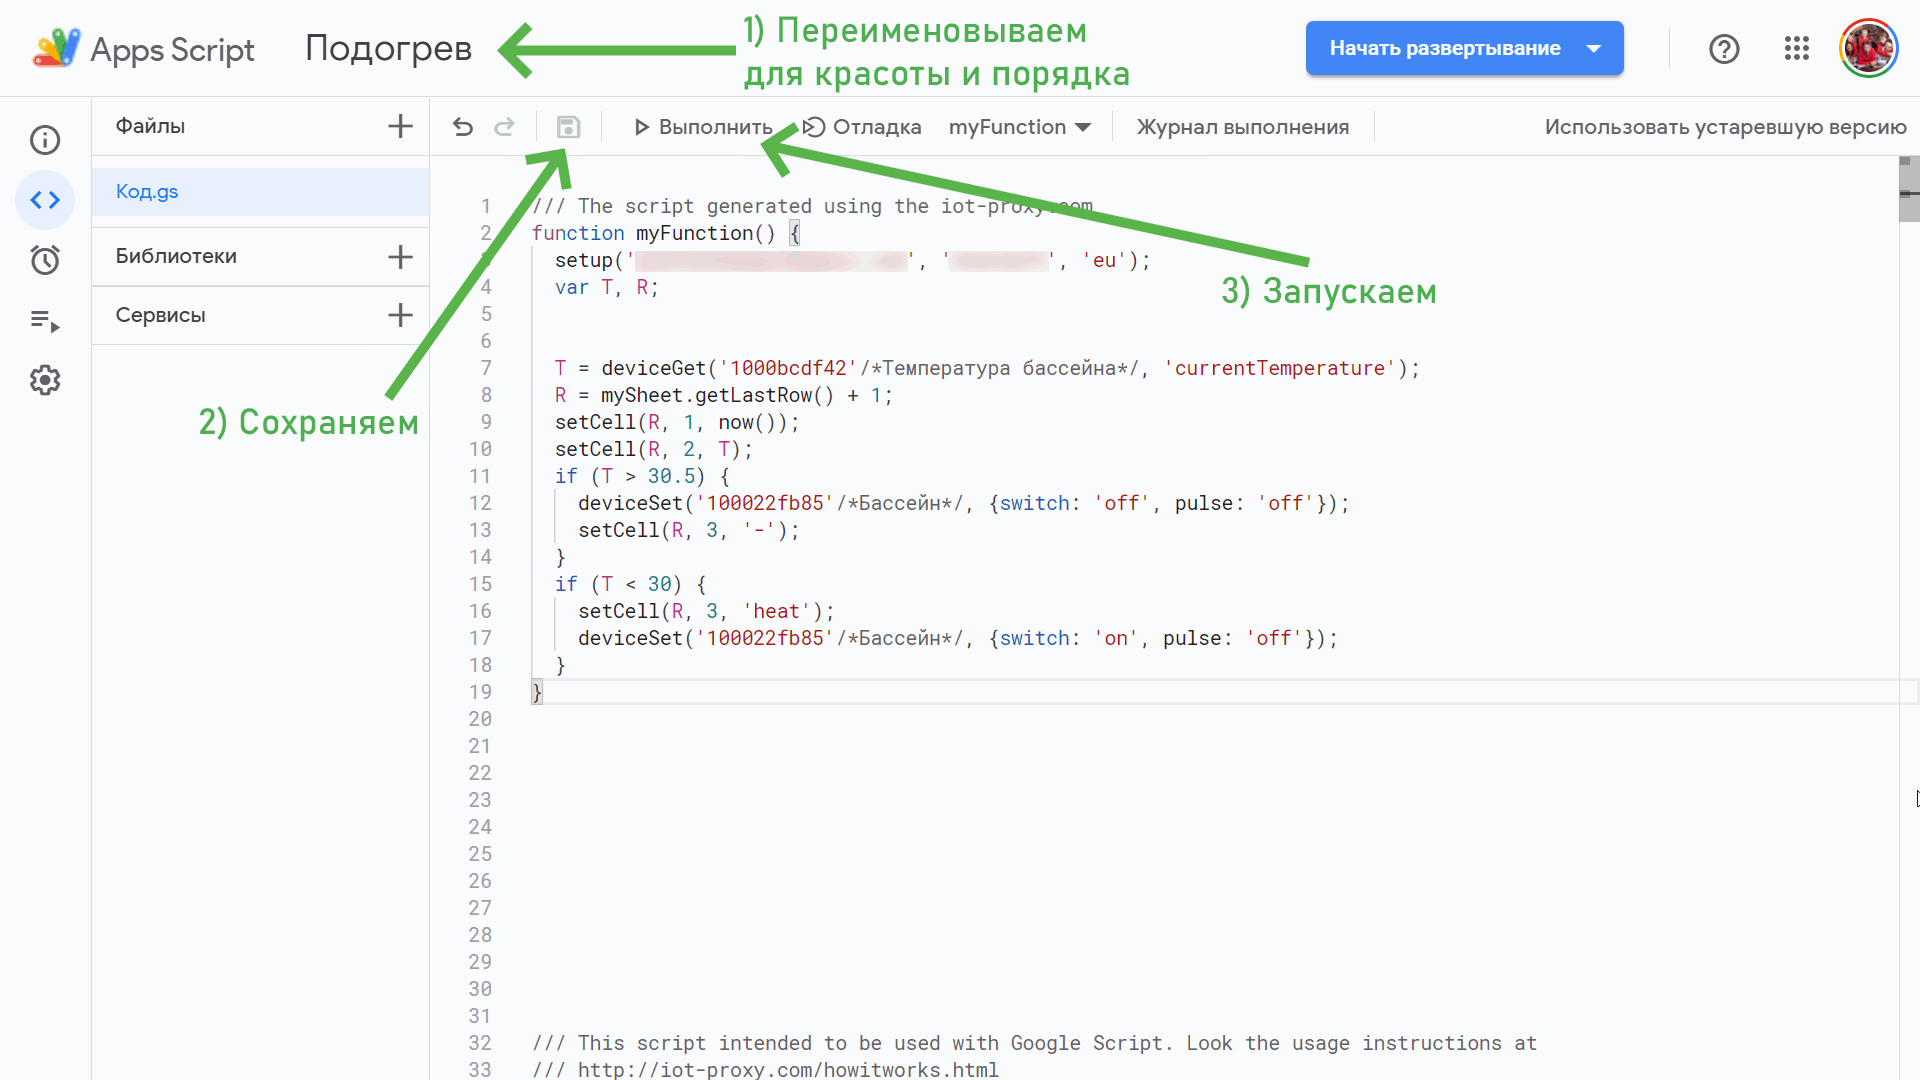 Apps Script
Подогрев
1) Переименовываем
для красоты и порядка
Начать развертывание
Файлы
Выполнить
Отладка
myFunction
Журнал выполнения
Использовать устаревшую версию
Код.gs
Библиотеки
Сервисы
2) Сохраняем
3) Запускаем
1 /// The script generated using the iot-proxy.com
2 function myFunction() {
3 setup('', '', 'eu');
4 var T, R;
5
6
7 T = deviceGet('1000bcdf42'/*Температура бассейна*/, 'currentTemperature');
8 R = mySheet.getLastRow() + 1;
9 setCell(R, 1, now());
10 setCell(R, 2, T);
11 if (T > 30.5) {
12 deviceSet('100022fb85'/*Бассейн*/, {switch: 'off', pulse: 'off'});
13 setCell(R, 3, '-');
14 }
15 if (T < 30) {
16 setCell(R, 3, 'heat');
17 deviceSet('100022fb85'/*Бассейн*/, {switch: 'on', pulse: 'off'});
18 }
19 }
20
21
22
23
24
25
26
27
28
29
30
31
32 /// This script intended to be used with Google Script. Look the usage instructions at
33 /// http://iot-proxy.com/howitworks.html